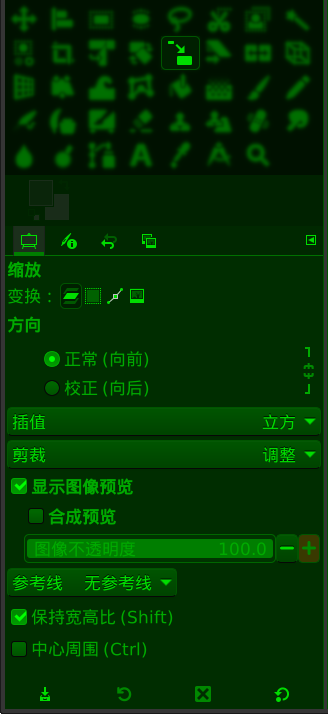 缩放
变换：
方向
正常 (向前)
校正 (向后)
插值 立方
剪裁 调整
显示图像预览
合成预览
图像不透明度 100.0
参考线 无参考线
保持宽高比 (Shift)
中心周围 (Ctrl)